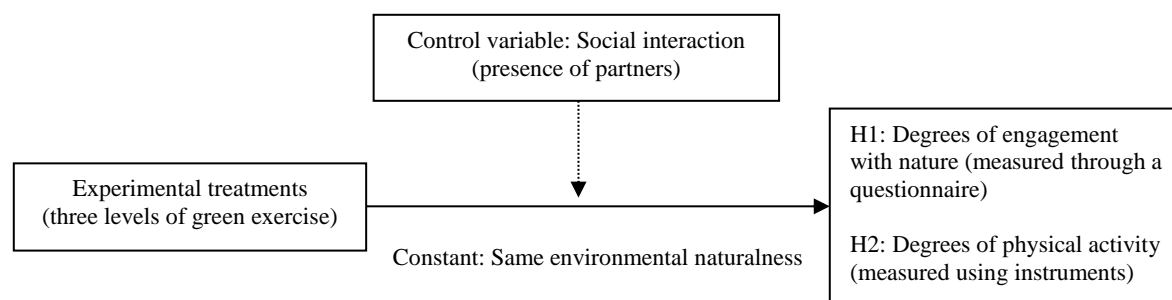 Control variable: Social interaction
(presence of partners)
Experimental treatments
(three levels of green exercise)
Constant: Same environmental naturalness
H1: Degrees of engagement
with nature (measured through a
questionnaire)
H2: Degrees of physical activity
(measured using instruments)